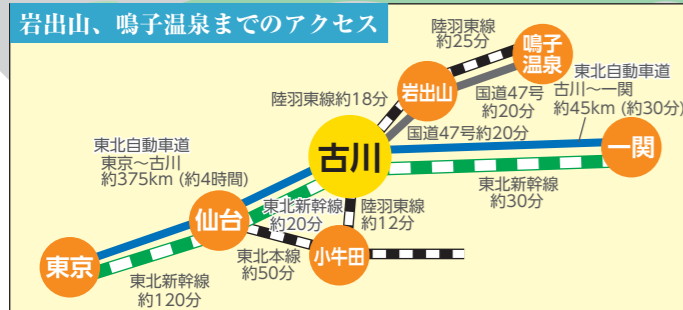 岩出山、鳴子温泉までのアクセス
陸羽東線
約25分
鳴子
温泉
岩出山
陸羽東線約18分
国道47号
約20分
東北自動車道
古川～一関
約45km (約30分)
国道47号約20分
東北自動車道
東京～古川
約375km (約4時間)
古川
一関
東北新幹線
約30分
仙台
東北新幹線
約20分
陸羽東線
約12分
東北本線
約50分
小牛田
東京
東北新幹線
約120分